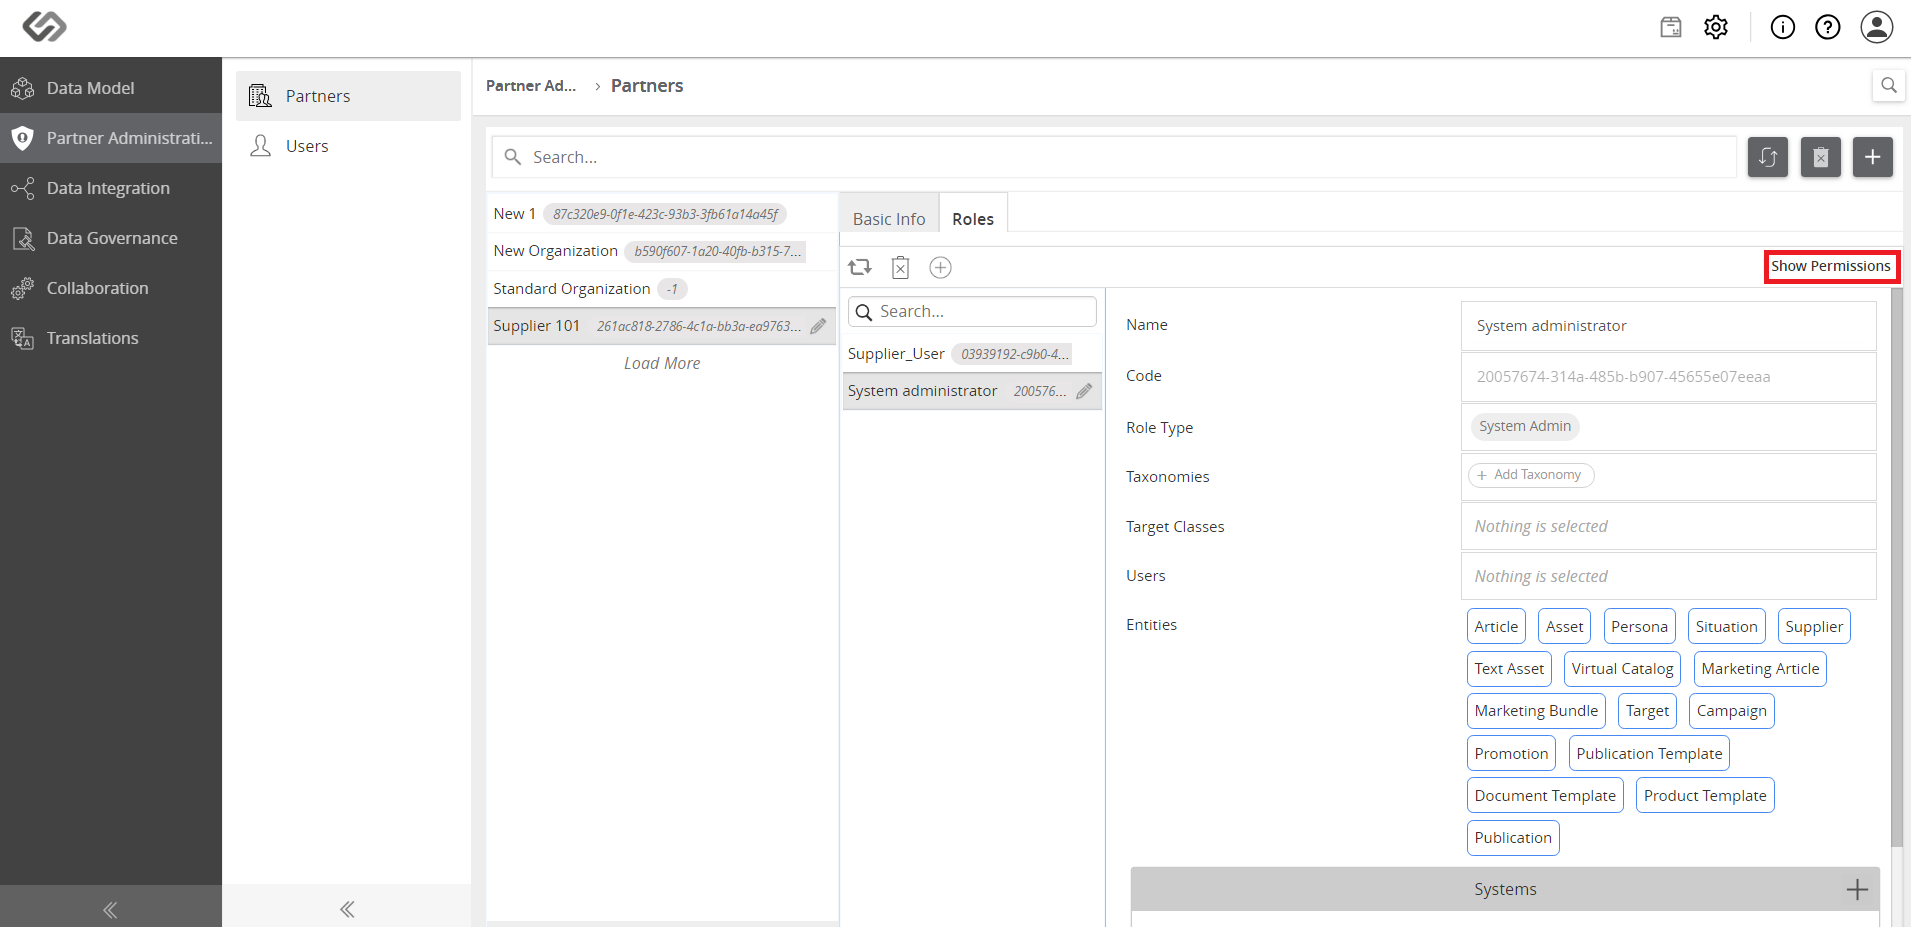 Data Model
Partner Administrati...
Data Integration
Data Governance
Collaboration
Translations
Partners
Users
Partner Ad... > Partners
Search...
New 1 87c320e9-0f1e-423c-93b3-3fb61a14a45f
New Organization b590f607-1a20-40fb-b315-7...
Standard Organization -1
Supplier 101 261ac818-2786-4c1a-bb3a-ea9763...
Load More
Basic Info Roles
Show Permissions
Search...
Supplier_User 03939192-c9b0-4...
System administrator 200576...
Name System administrator
Code 20057674-314a-485b-b907-45655e07eeaa
Role Type System Admin
Taxonomies + Add Taxonomy
Target Classes Nothing is selected
Users Nothing is selected
Entities Article Asset Persona Situation Supplier
Text Asset Virtual Catalog Marketing Article
Marketing Bundle Target Campaign
Promotion Publication Template
Document Template Product Template
Publication
Systems